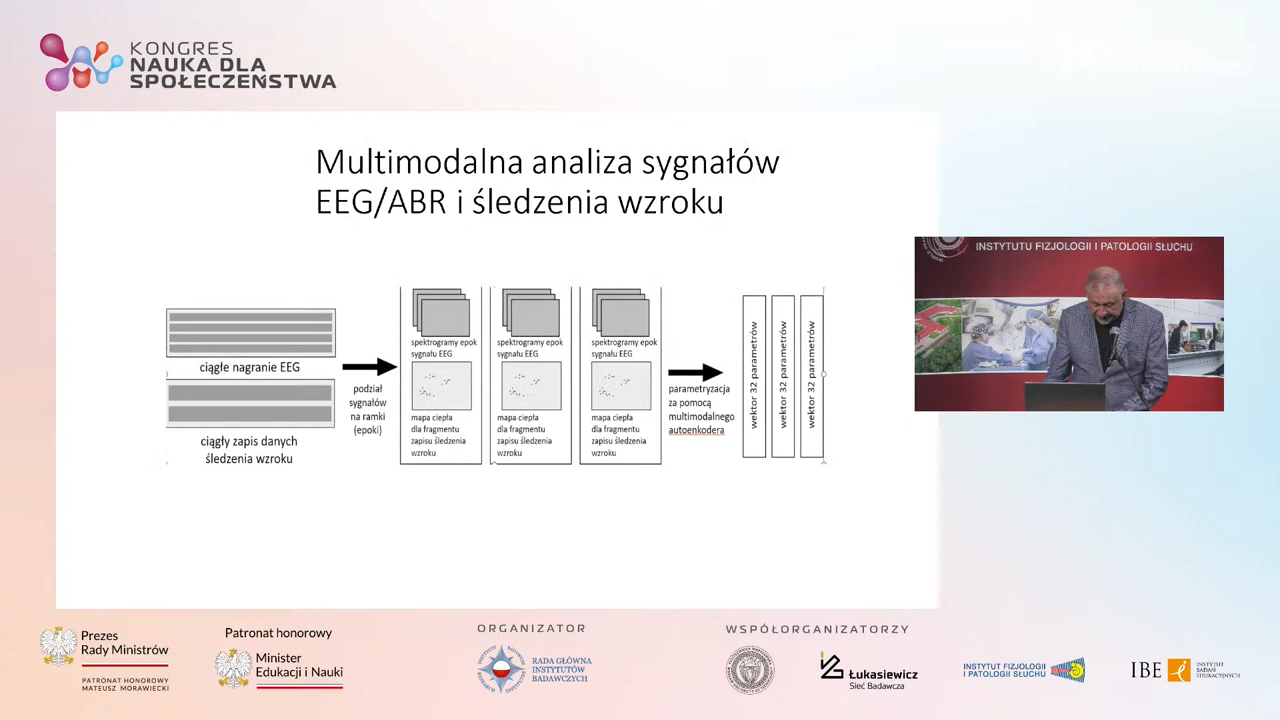 KONGRES
NAUKA DLA
SPOŁECZEŃSTWA
Multimodalna analiza sygnałów
EEG/ABR i śledzenia wzroku
ciągłe nagranie EEG
ciągły zapis danych
śledzenia wzroku
podział
sygnałów
na ramki
(epoki)
spektrogramy epok
sygnału EEG
mapa ciepła
dla fragmentu
zapisu śledzenia
wzroku
spektrogramy epok
sygnału EEG
mapa ciepła
dla fragmentu
zapisu śledzenia
wzroku
spektrogramy epok
sygnału EEG
mapa ciepła
dla fragmentu
zapisu śledzenia
wzroku
parametryzacja
za pomocą
multimodalnego
autoenkodera
wektor 32 parametrów
wektor 32 parametrów
wektor 32 parametrów
INSTYTUTU FIZJOLOGII I PATOLOGII SŁUCHU
Prezes
Rady Ministrów
PATRONAT HONOROWY
MATEUSZ MORAWIECKI
Patronat honorowy
Minister
Edukacji i Nauki
ORGANIZATOR
RADA GŁÓWNA
INSTYTUTÓW
BADAWCZYCH
WSPÓŁORGANIZATORZY
Łukasiewicz
Sieć Badawcza
INSTYTUT FIZJOLOGII
I PATOLOGII SŁUCHU
IBE
INSTYTUT
BADAŃ
EDUKACYJNYCH